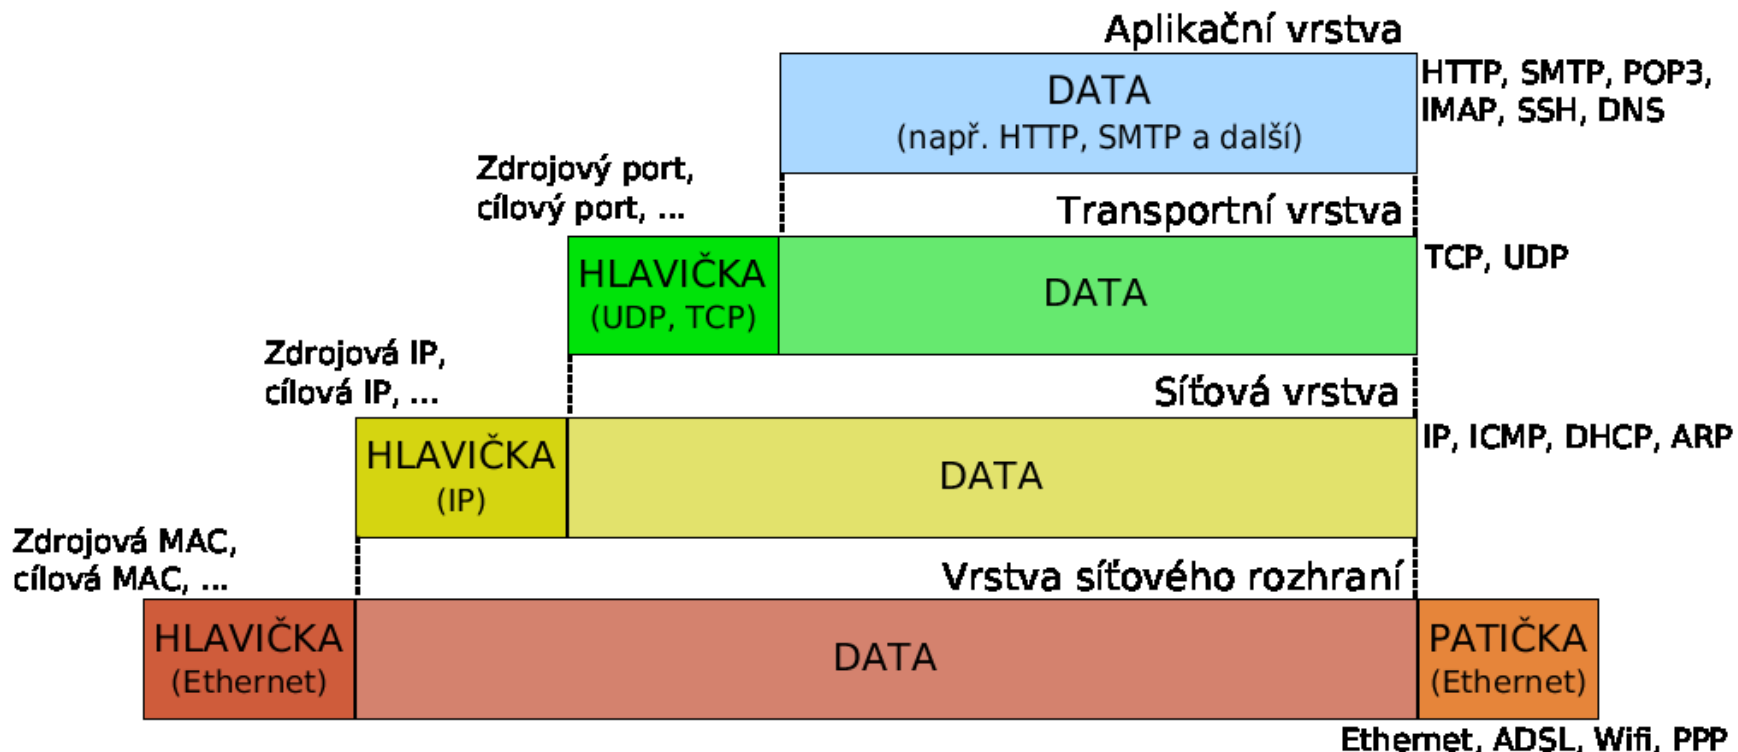 Aplikační vrstva
DATA
(např. HTTP, SMTP a další)
HTTP, SMTP, POP3,
IMAP, SSH, DNS
Zdrojový port,
cílový port, ...
Transportní vrstva
HLAVIČKA
(UDP, TCP)
DATA
TCP, UDP
Zdrojová IP,
cílová IP, ...
Síťová vrstva
HLAVIČKA
(IP)
DATA
IP, ICMP, DHCP, ARP
Zdrojová MAC,
cílová MAC, ...
Vrstva síťového rozhraní
HLAVIČKA
(Ethernet)
DATA
PATIČKA
(Ethernet)
Ethernet, ADSL, Wifi, PPP